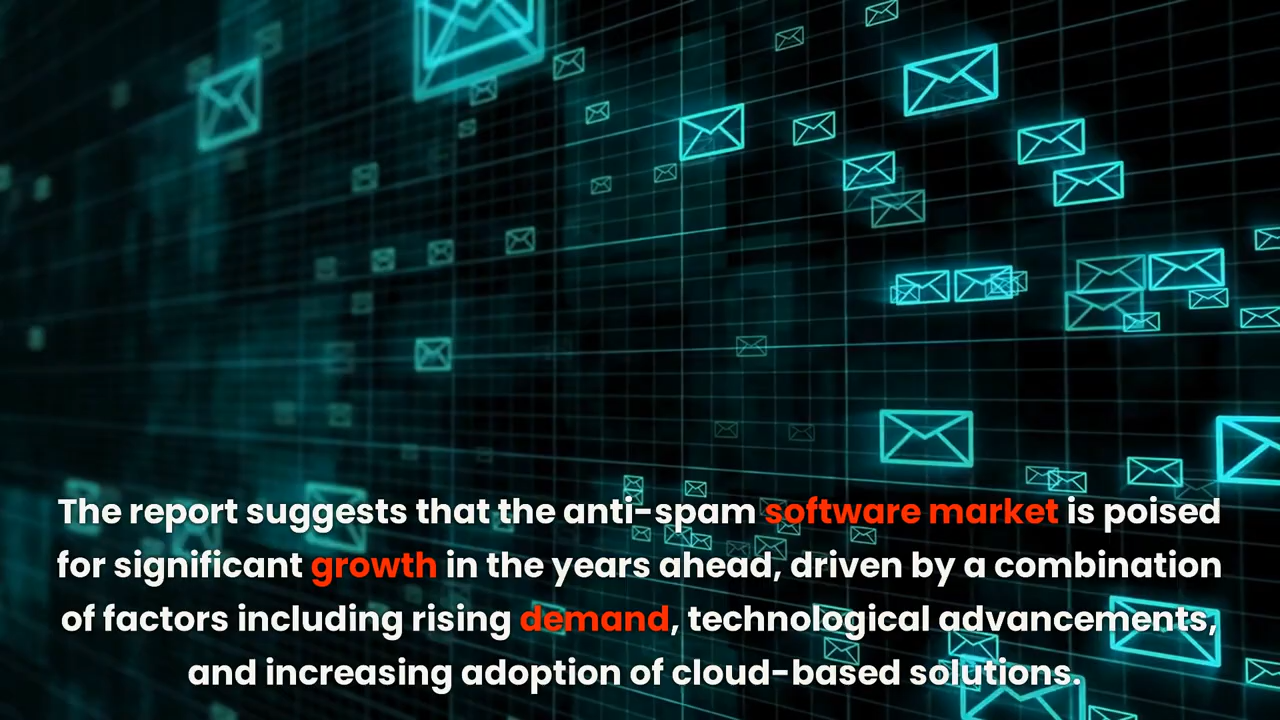 The report suggests that the anti-spam software market is poised
for significant growth in the years ahead, driven by a combination
of factors including rising demand, technological advancements,
and increasing adoption of cloud-based solutions.